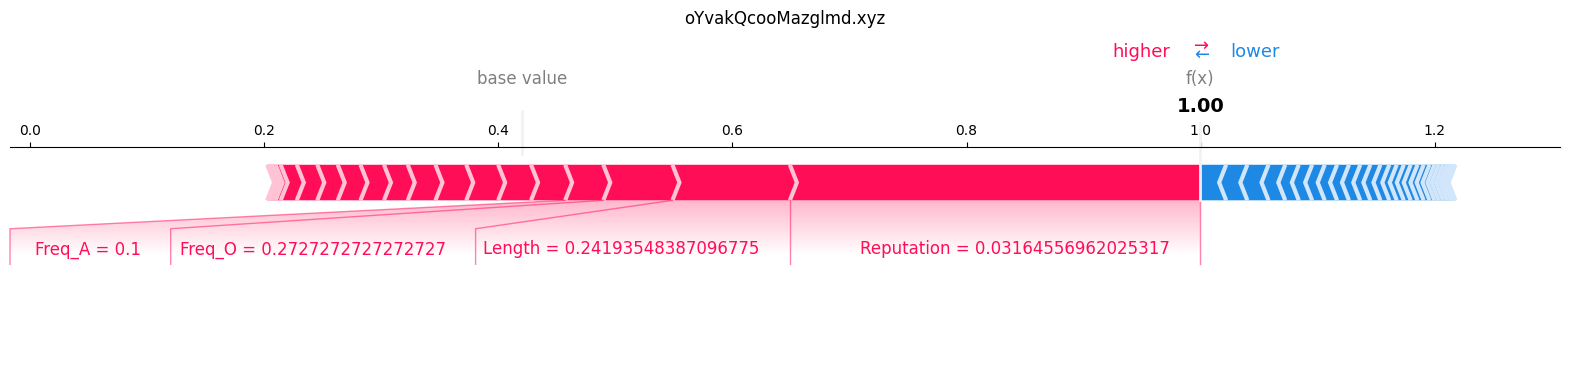 oYvakQcooMazglmd.xyz
higher ⇄ lower
base value
f(x)
1.00
0.0 0.2 0.4 0.6 0.8 1.0 1.2
Freq_A = 0.1
Freq_O = 0.2727272727272727
Length = 0.24193548387096775
Reputation = 0.03164556962025317